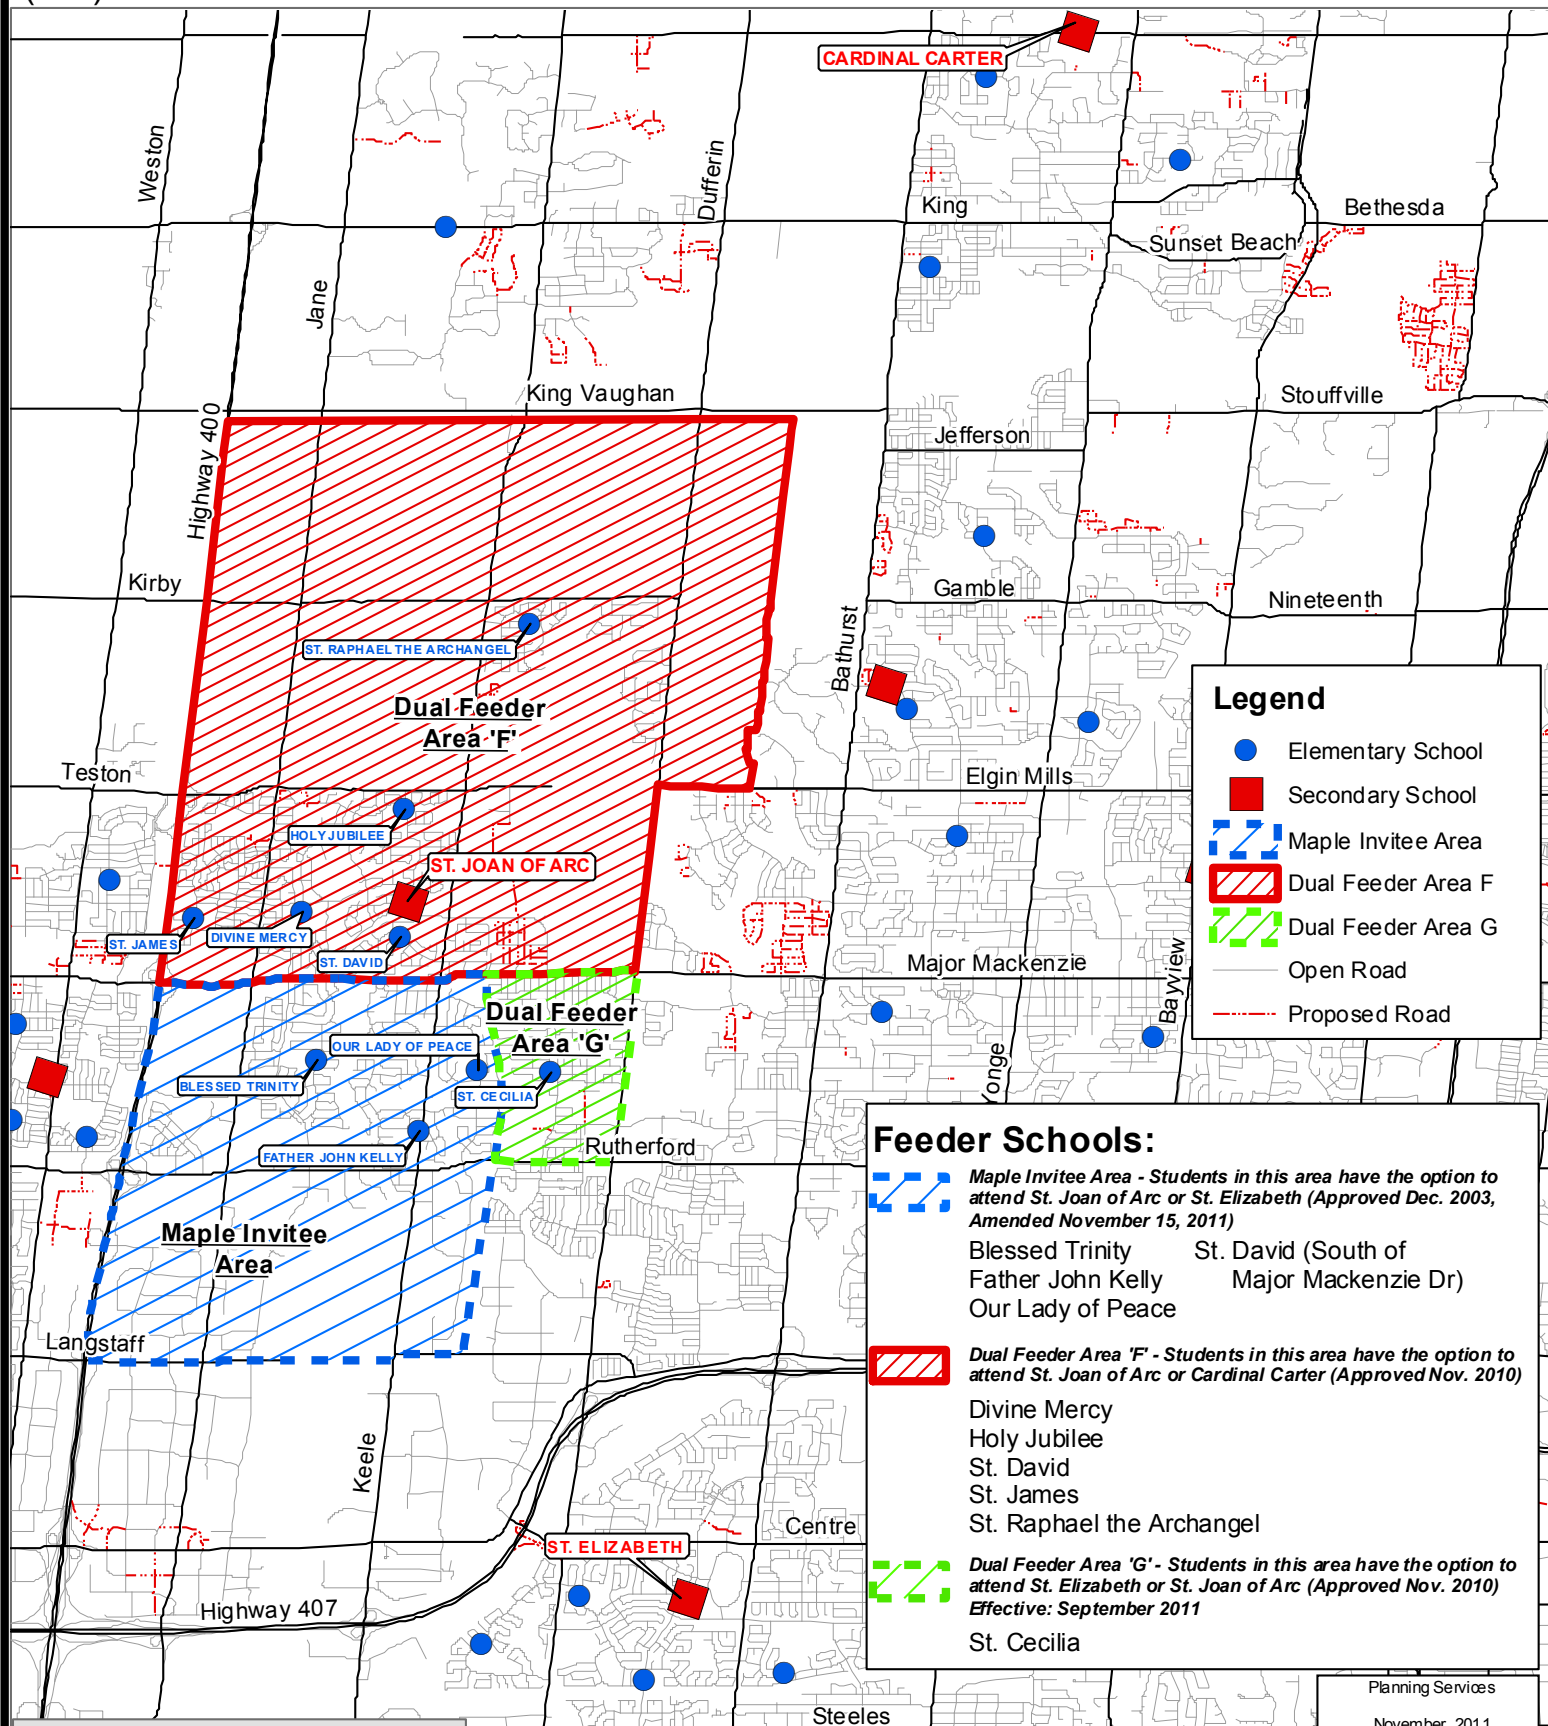 CARDINAL CARTER
Weston
Dufferin
King
Bethesda
Sunset Beach
Jane
King Vaughan
Stouffville
Highway 400
Jefferson
Kirby
Gamble
Nineteenth
Bathurst
ST. RAPHAEL THE ARCHANGEL
Dual Feeder
Area 'F'
Teston
Elgin Mills
HOLY JUBILEE
ST. JOAN OF ARC
ST. JAMES
DIVINE MERCY
ST. DAVID
Major Mackenzie
Bayview
Yonge
Dual Feeder
Area 'G'
OUR LADY OF PEACE
BLESSED TRINITY
ST. CECILIA
FATHER JOHN KELLY
Rutherford
Maple Invitee
Area
Langstaff
Keele
Centre
ST. ELIZABETH
Highway 407
Steeles
Legend
Elementary School
Secondary School
Maple Invitee Area
Dual Feeder Area F
Dual Feeder Area G
Open Road
Proposed Road
Feeder Schools:
Maple Invitee Area - Students in this area have the option to
attend St. Joan of Arc or St. Elizabeth (Approved Dec. 2003,
Amended November 15, 2011)
Blessed Trinity St. David (South of
Father John Kelly Major Mackenzie Dr)
Our Lady of Peace
Dual Feeder Area 'F' - Students in this area have the option to
attend St. Joan of Arc or Cardinal Carter (Approved Nov. 2010)
Divine Mercy
Holy Jubilee
St. David
St. James
St. Raphael the Archangel
Dual Feeder Area 'G' - Students in this area have the option to
attend St. Elizabeth or St. Joan of Arc (Approved Nov. 2010)
Effective: September 2011
St. Cecilia
Planning Services
November, 2011